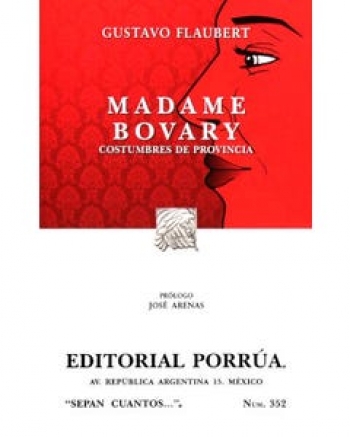 GUSTAVO FLAUBERT
MADAME
BOVARY
COSTUMBRES DE PROVINCIA
PRÓLOGO
JOSÉ ARENAS
EDITORIAL PORRÚA®
AV. REPÚBLICA ARGENTINA 15. MÉXICO
“SEPAN CUANTOS...”® NÚM. 352